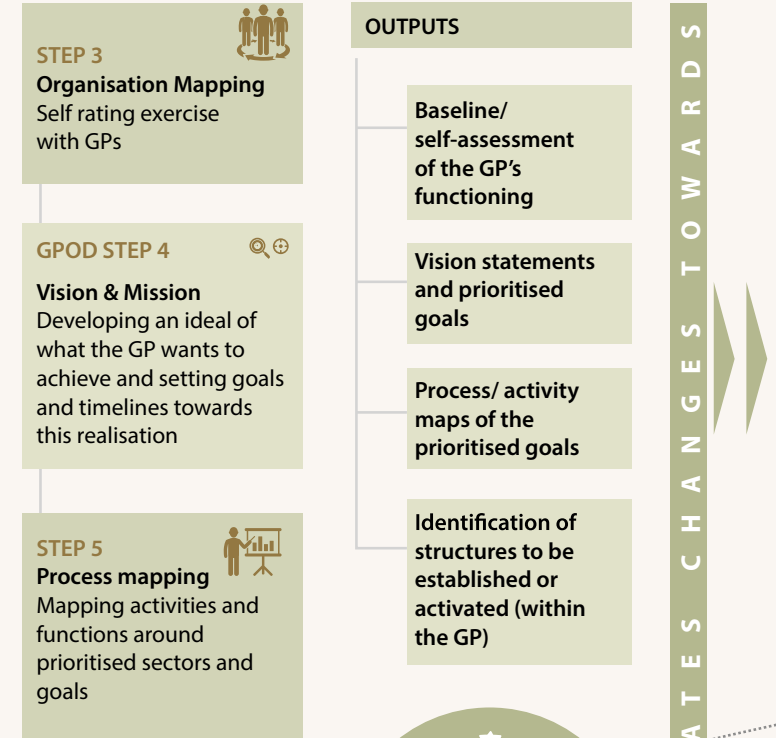 STEP 3
Organisation Mapping
Self rating exercise
with GPs
GPOD STEP 4
Vision & Mission
Developing an ideal of
what the GP wants to
achieve and setting goals
and timelines towards
this realisation
STEP 5
Process mapping
Mapping activities and
functions around
prioritised sectors and
goals
OUTPUTS
Baseline/
self-assessment
of the GP's
functioning
Vision statements
and prioritised
goals
Process/ activity
maps of the
prioritised goals
Identification of
structures to be
established or
activated (within
the GP)
CHANGES TOWARDS